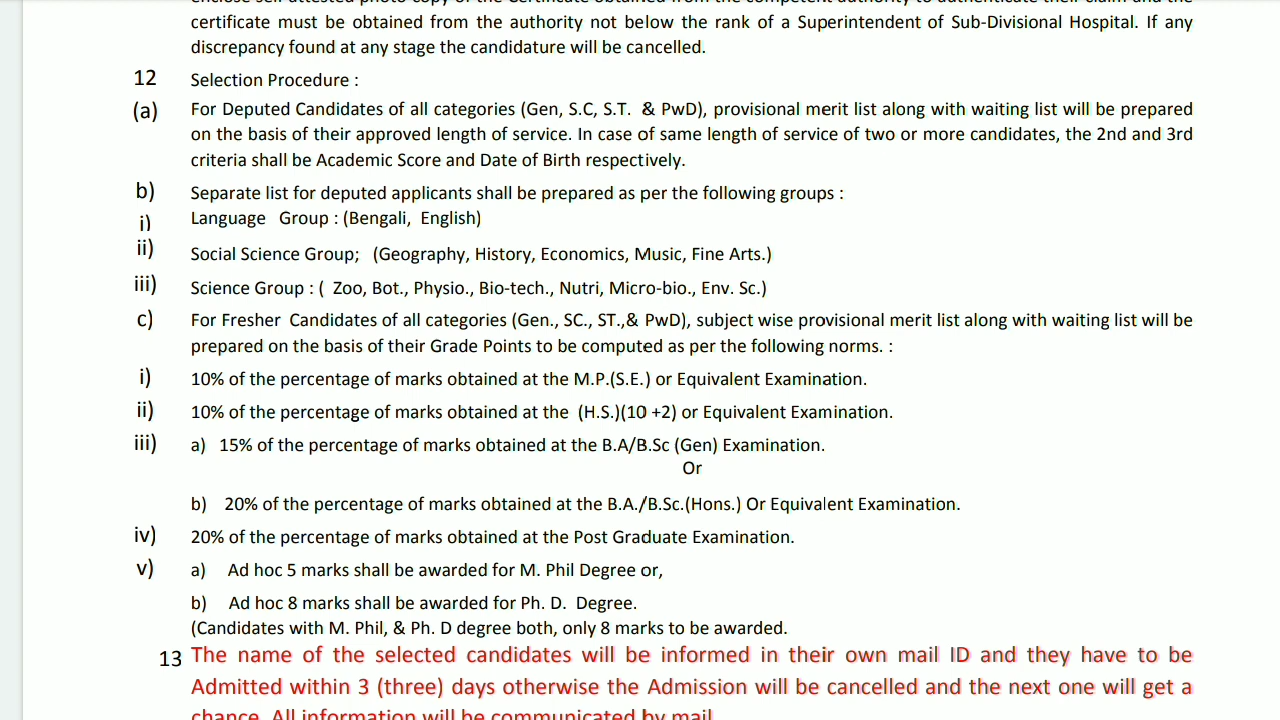 certificate must be obtained from the authority not below the rank of a Superintendent of Sub-Divisional Hospital. If any
discrepancy found at any stage the candidature will be cancelled.
12 Selection Procedure :
(a) For Deputed Candidates of all categories (Gen, S.C, S.T. & PwD), provisional merit list along with waiting list will be prepared
on the basis of their approved length of service. In case of same length of service of two or more candidates, the 2nd and 3rd
criteria shall be Academic Score and Date of Birth respectively.
b) Separate list for deputed applicants shall be prepared as per the following groups :
i) Language Group : (Bengali, English)
ii) Social Science Group; (Geography, History, Economics, Music, Fine Arts.)
iii) Science Group : ( Zoo, Bot., Physio., Bio-tech., Nutri, Micro-bio., Env. Sc.)
c) For Fresher Candidates of all categories (Gen., SC., ST.,& PwD), subject wise provisional merit list along with waiting list will be
prepared on the basis of their Grade Points to be computed as per the following norms. :
i) 10% of the percentage of marks obtained at the M.P.(S.E.) or Equivalent Examination.
ii) 10% of the percentage of marks obtained at the (H.S.)(10 +2) or Equivalent Examination.
iii) a) 15% of the percentage of marks obtained at the B.A/B.Sc (Gen) Examination.
Or
b) 20% of the percentage of marks obtained at the B.A./B.Sc.(Hons.) Or Equivalent Examination.
iv) 20% of the percentage of marks obtained at the Post Graduate Examination.
v) a) Ad hoc 5 marks shall be awarded for M. Phil Degree or,
b) Ad hoc 8 marks shall be awarded for Ph. D. Degree.
(Candidates with M. Phil, & Ph. D degree both, only 8 marks to be awarded.
13 The name of the selected candidates will be informed in their own mail ID and they have to be
Admitted within 3 (three) days otherwise the Admission will be cancelled and the next one will get a
chance. All information will be communicated by mail